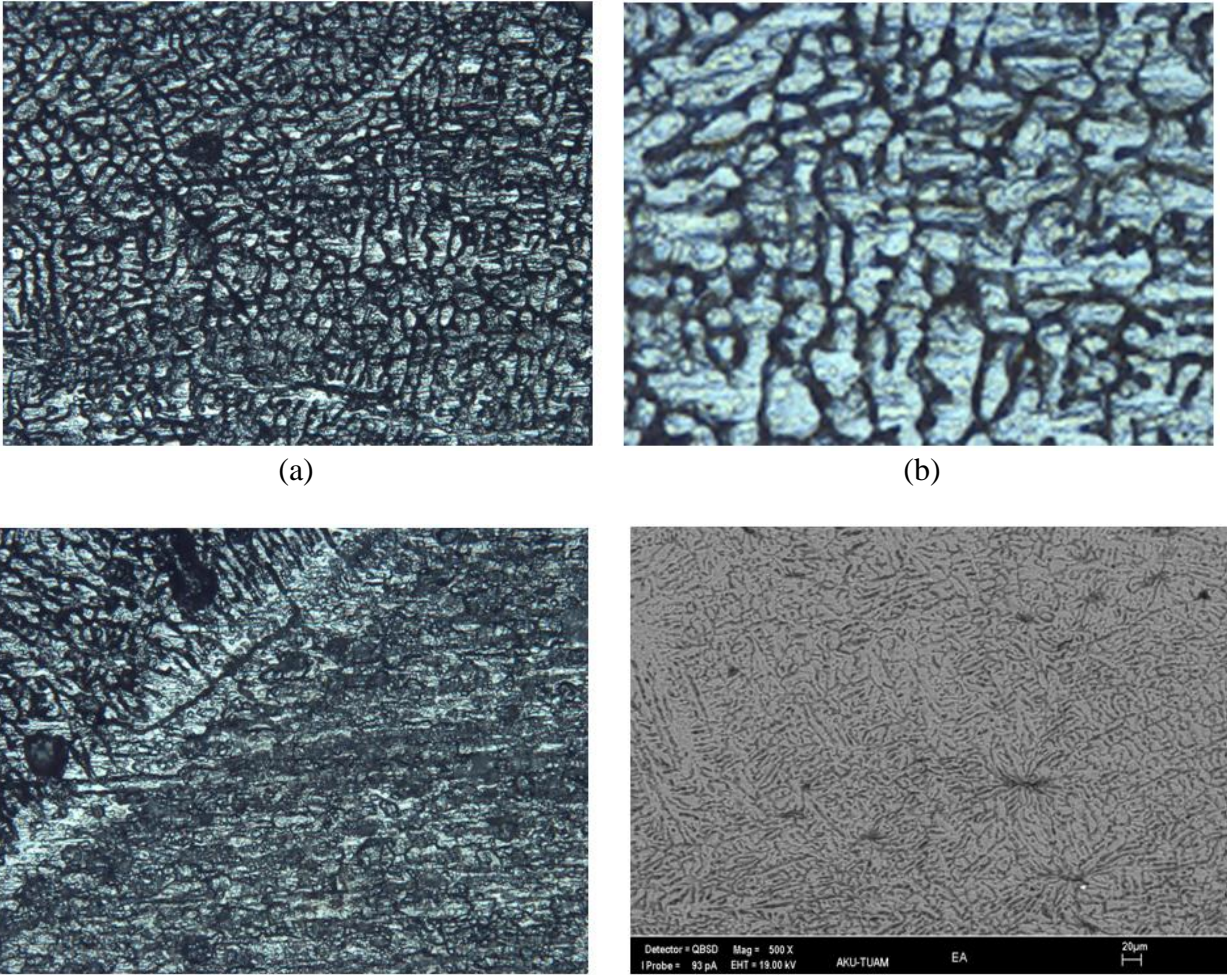 (a)
(b)
Detector = QBSD Mag = 500 X 20µm
I Probe = 93 pA EHT = 19.00 kV AKU-TUAM EA